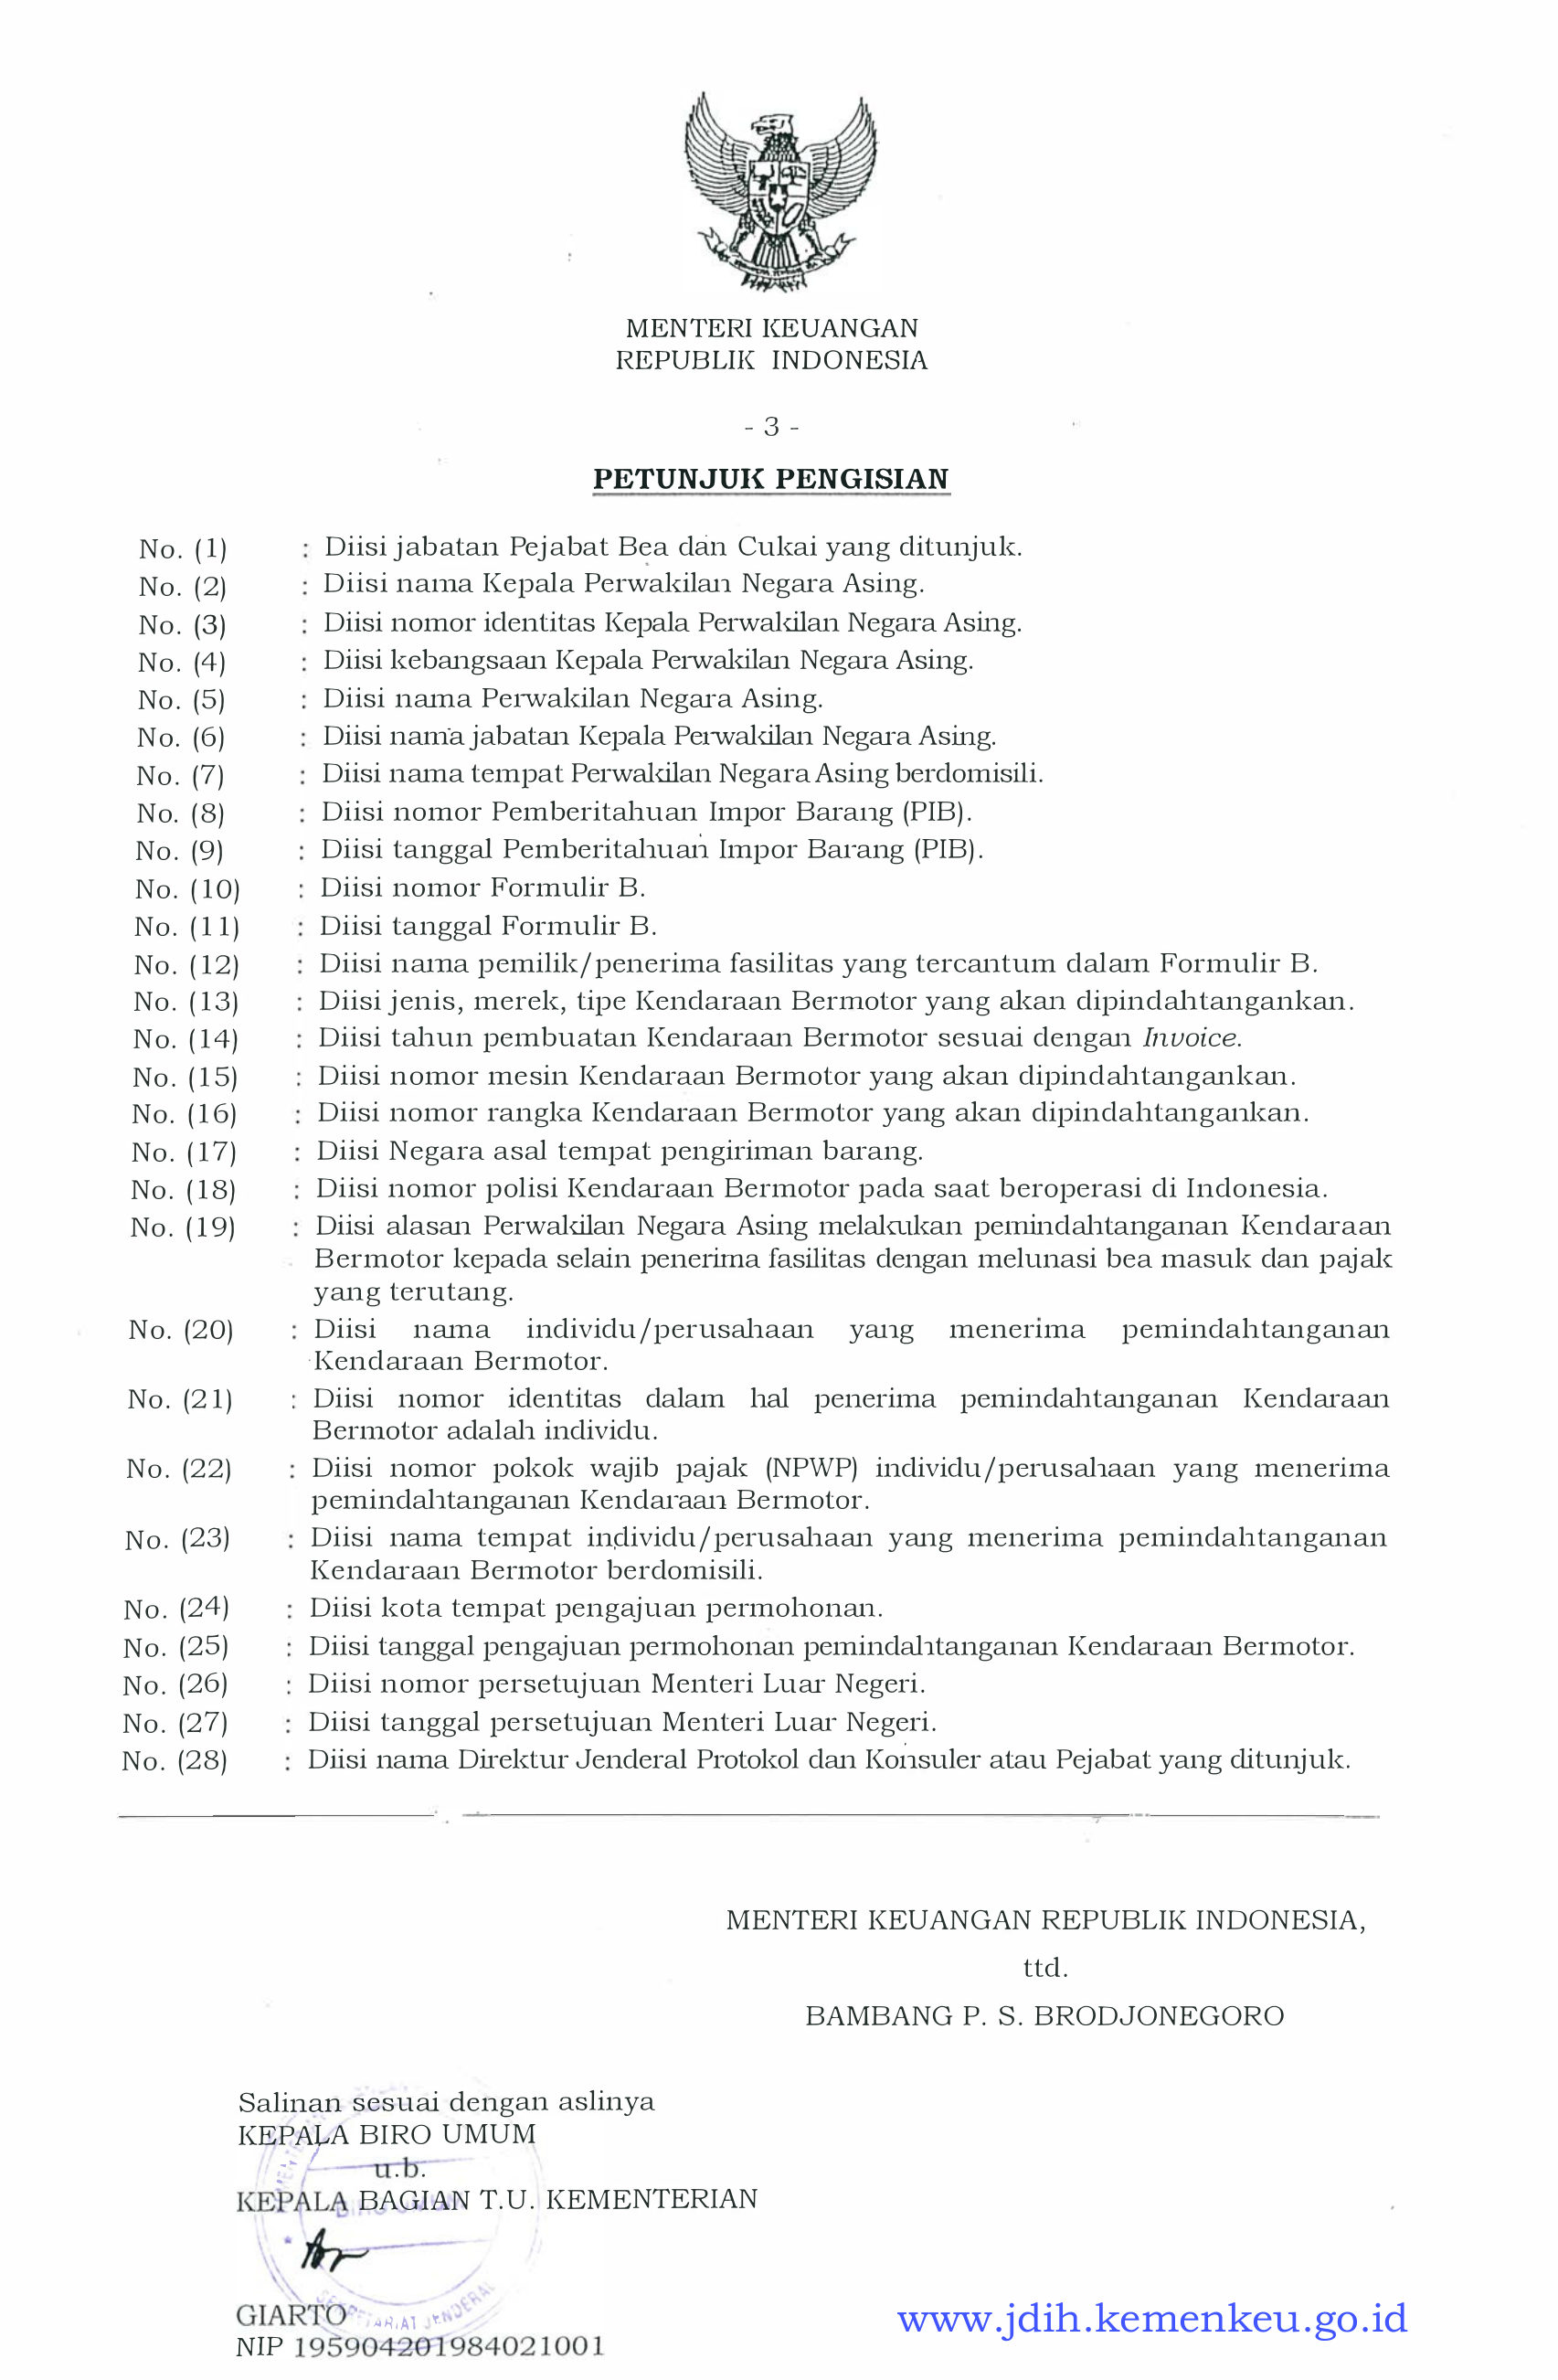 MENTERI KEUANGAN
REPUBLIK INDONESIA
- 3 -
PETUNJUK PENGISIAN
No. (1) : Diisi jabatan Pejabat Bea dan Cukai yang ditunjuk.
No. (2) : Diisi nama Kepala Perwakilan Negara Asing.
No. (3) : Diisi nomor identitas Kepala Perwakilan Negara Asing.
No. (4) : Diisi kebangsaan Kepala Perwakilan Negara Asing.
No. (5) : Diisi nama Perwakilan Negara Asing.
No. (6) : Diisi nama jabatan Kepala Perwakilan Negara Asing.
No. (7) : Diisi nama tempat Perwakilan Negara Asing berdomisili.
No. (8) : Diisi nomor Pemberitahuan Impor Barang (PIB).
No. (9) : Diisi tanggal Pemberitahuan Impor Barang (PIB).
No. (10) : Diisi nomor Formulir B.
No. (11) : Diisi tanggal Formulir B.
No. (12) : Diisi nama pemilik/penerima fasilitas yang tercantum dalam Formulir B.
No. (13) : Diisi jenis, merek, tipe Kendaraan Bermotor yang akan dipindahtangankan.
No. (14) : Diisi tahun pembuatan Kendaraan Bermotor sesuai dengan Invoice.
No. (15) : Diisi nomor mesin Kendaraan Bermotor yang akan dipindahtangankan.
No. (16) : Diisi nomor rangka Kendaraan Bermotor yang akan dipindahtangankan.
No. (17) : Diisi Negara asal tempat pengiriman barang.
No. (18) : Diisi nomor polisi Kendaraan Bermotor pada saat beroperasi di Indonesia.
No. (19) : Diisi alasan Perwakilan Negara Asing melakukan pemindahtanganan Kendaraan
Bermotor kepada selain penerima fasilitas dengan melunasi bea masuk dan pajak
yang terutang.
No. (20) : Diisi nama individu/perusahaan yang menerima pemindahtanganan
Kendaraan Bermotor.
No. (21) : Diisi nomor identitas dalam hal penerima pemindahtanganan Kendaraan
Bermotor adalah individu.
No. (22) : Diisi nomor pokok wajib pajak (NPWP) individu/perusahaan yang menerima
pemindahtanganan Kendaraan Bermotor.
No. (23) : Diisi nama tempat individu/perusahaan yang menerima pemindahtanganan
Kendaraan Bermotor berdomisili.
No. (24) : Diisi kota tempat pengajuan permohonan.
No. (25) : Diisi tanggal pengajuan permohonan pemindahtanganan Kendaraan Bermotor.
No. (26) : Diisi nomor persetujuan Menteri Luar Negeri.
No. (27) : Diisi tanggal persetujuan Menteri Luar Negeri.
No. (28) : Diisi nama Direktur Jenderal Protokol dan Konsuler atau Pejabat yang ditunjuk.
MENTERI KEUANGAN REPUBLIK INDONESIA,
ttd.
BAMBANG P. S. BRODJONEGORO
Salinan sesuai dengan aslinya
KEPALA BIRO UMUM
u.b.
KEPALA BAGIAN T.U. KEMENTERIAN
BIRO UMUM
SEKRETARIAT JENDERAL
GIARTO
NIP 195904201984021001
www.jdih.kemenkeu.go.id